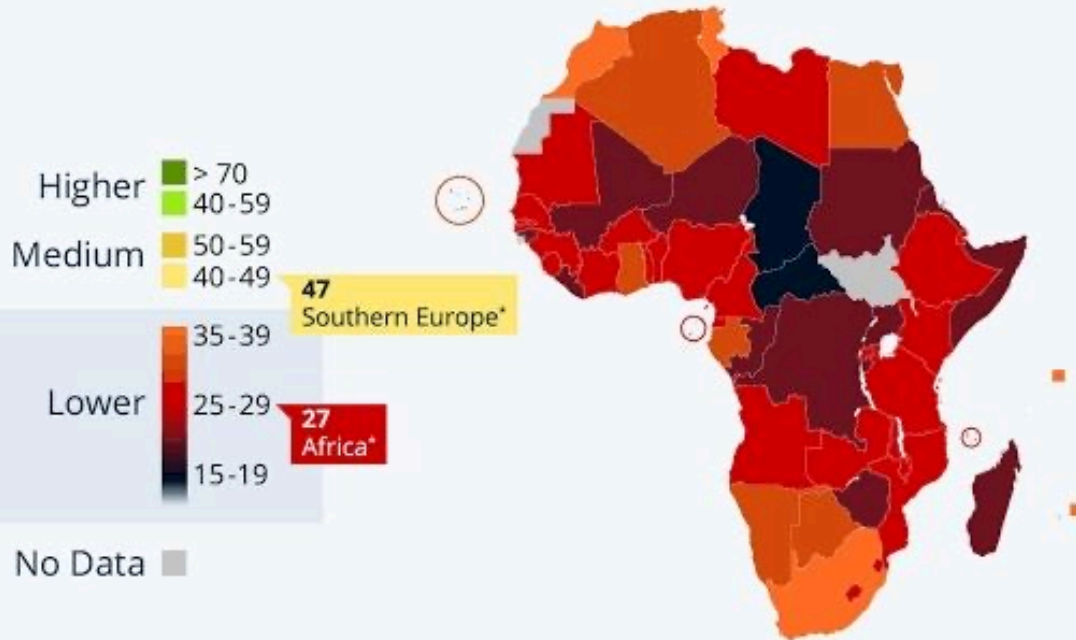 Higher
> 70
40-59
Medium
50-59
40-49
47
Southern Europe*
Lower
35-39
25-29
27
Africa*
15-19
No Data